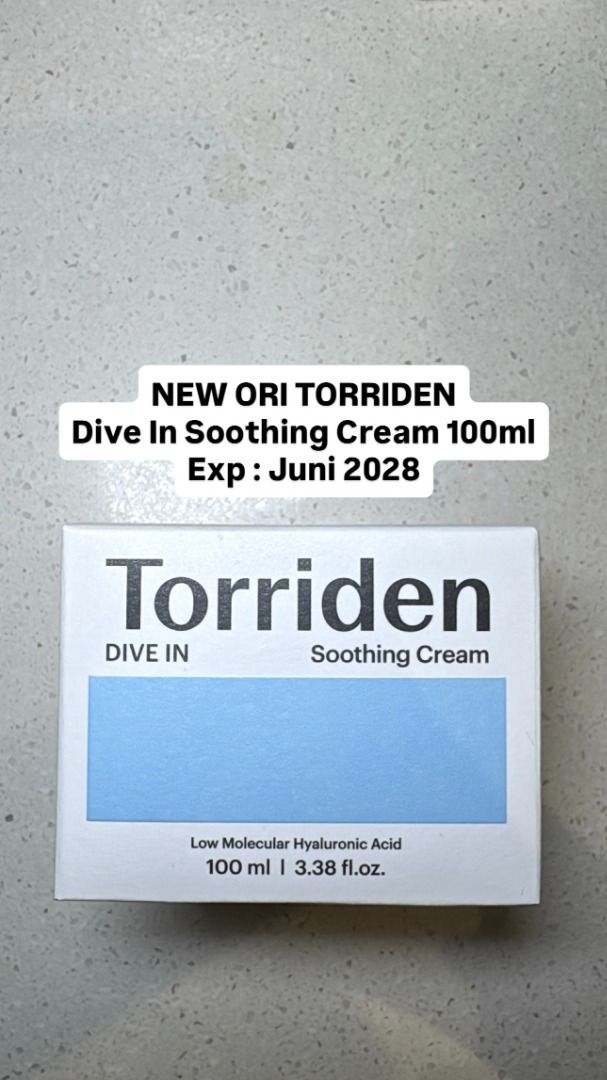 NEW ORI TORRIDEN
Dive In Soothing Cream 100ml
Exp : Juni 2028
Torriden
DIVE IN Soothing Cream
Low Molecular Hyaluronic Acid
100 ml | 3.38 fl.oz.